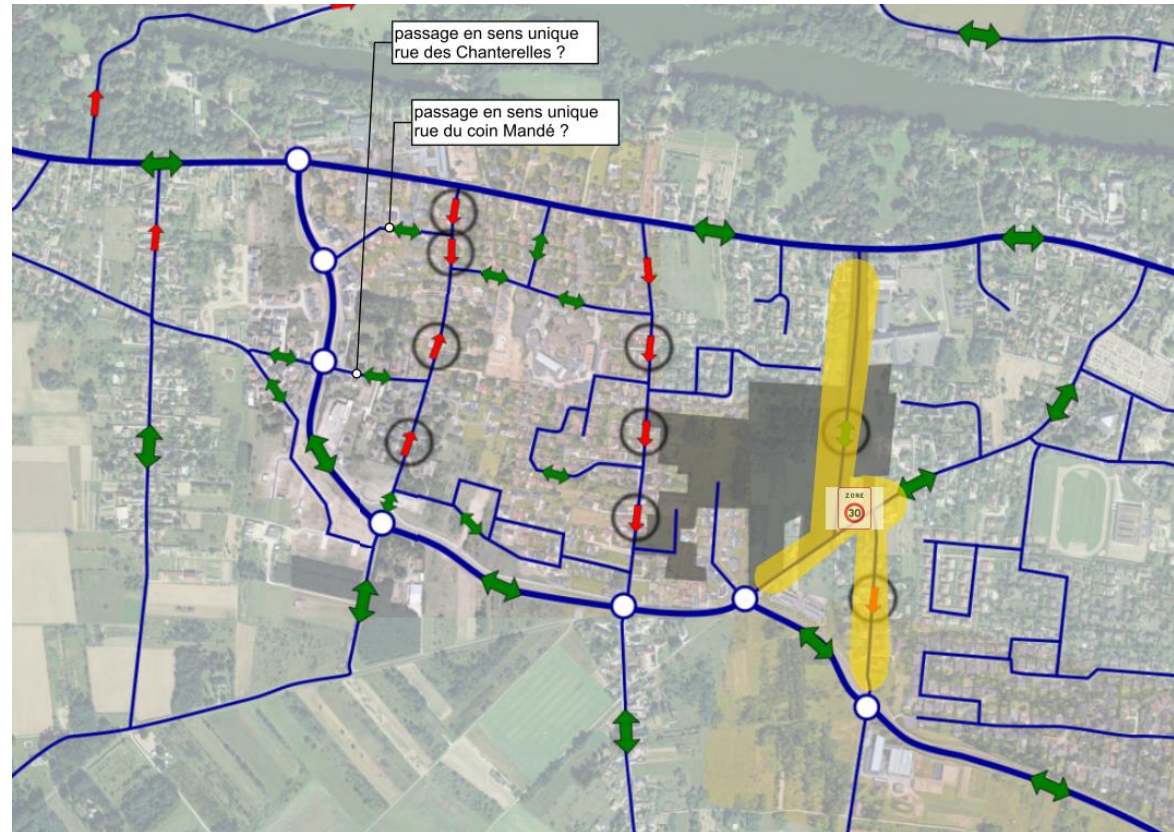 passage en sens unique
rue des Chanterelles ?
passage en sens unique
rue du coin Mandé ?
ZONE
30